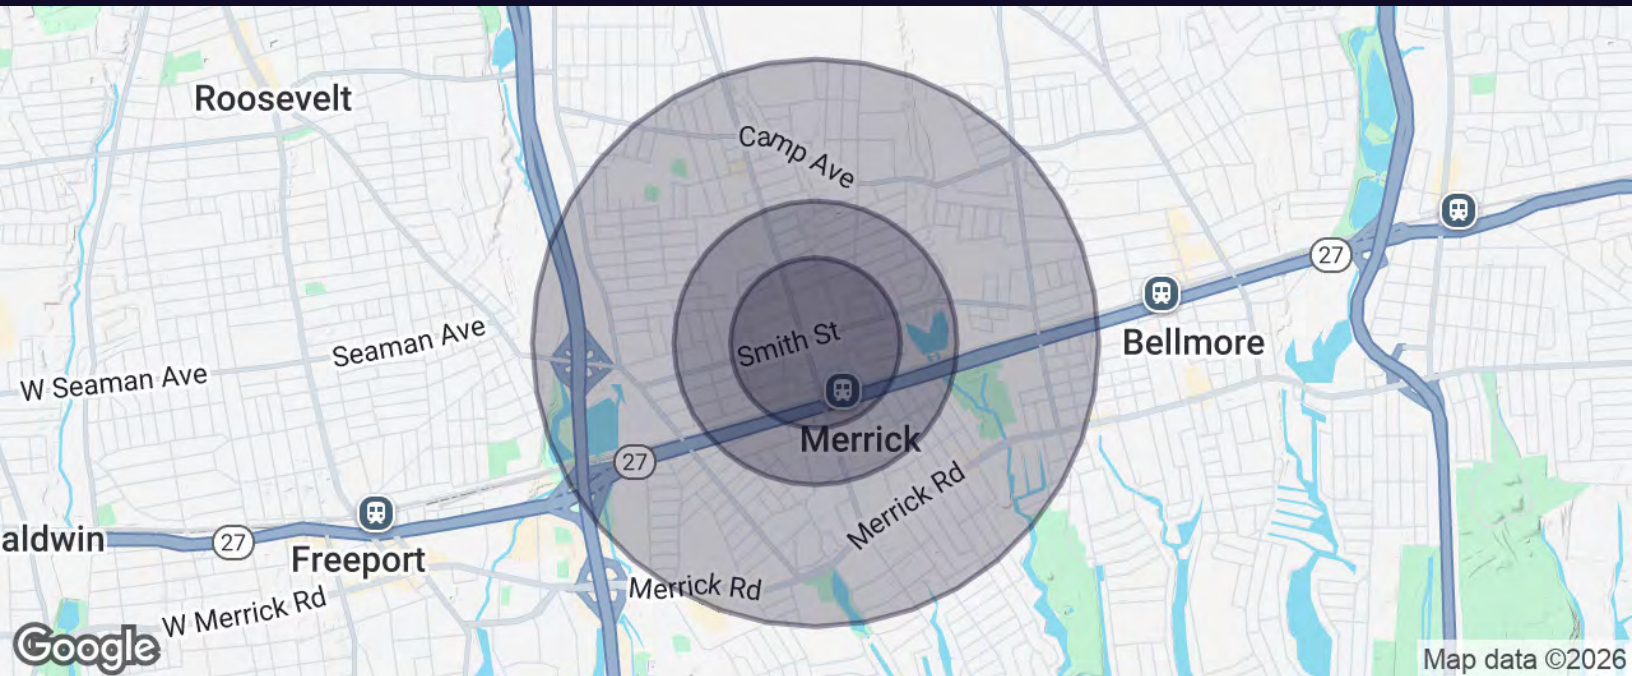 Roosevelt
Camp Ave
27
Smith St
Seaman Ave
Bellmore
W Seaman Ave
Merrick
27
Merrick Rd
aldwin
27
Freeport
Merrick Rd
W Merrick Rd
Google
Map data ©2026